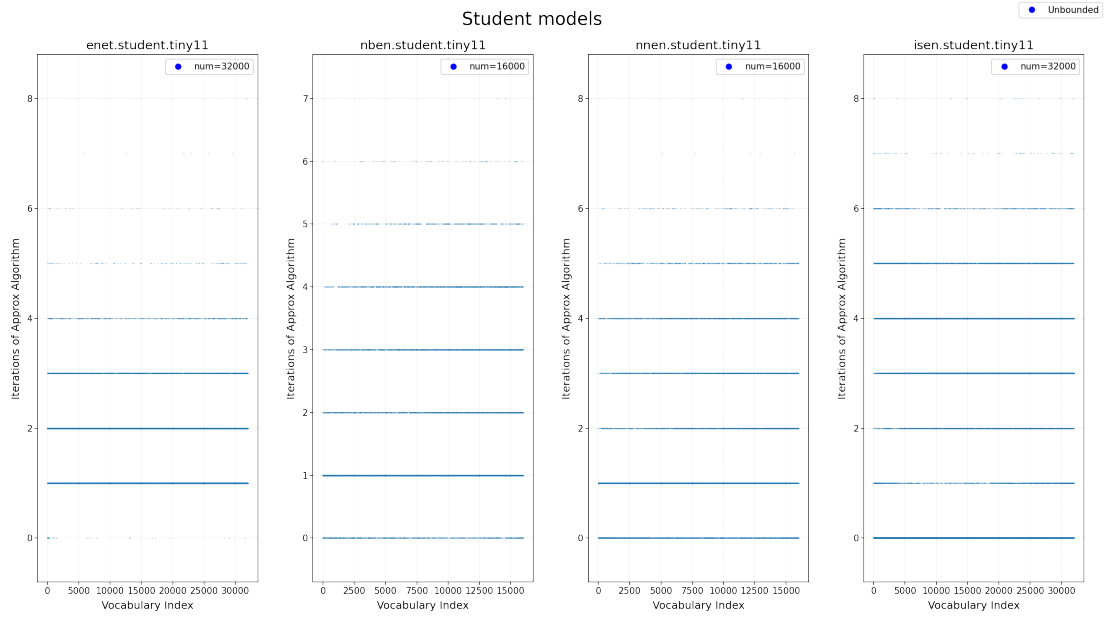 Student models
Unbounded
enet.student.tiny11
num=32000
8
6
4
2
0
0 5000 10000 15000 20000 25000 30000
Iterations of Approx Algorithm
Vocabulary Index
nben.student.tiny11
num=16000
7
6
5
4
3
2
1
0
0 2500 5000 7500 10000 12500 15000
Iterations of Approx Algorithm
Vocabulary Index
nnen.student.tiny11
num=16000
8
6
4
2
0
0 2500 5000 7500 10000 12500 15000
Iterations of Approx Algorithm
Vocabulary Index
isen.student.tiny11
num=32000
8
6
4
2
0
0 5000 10000 15000 20000 25000 30000
Iterations of Approx Algorithm
Vocabulary Index